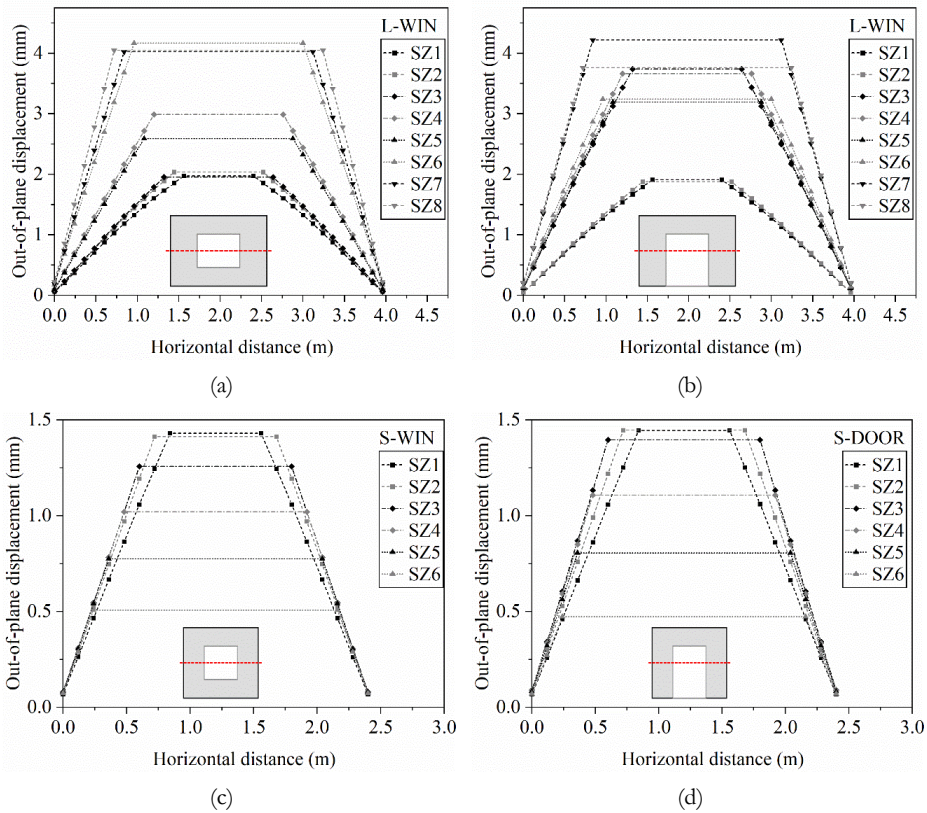 L-WIN
SZ1
SZ2
SZ3
SZ4
SZ5
SZ6
SZ7
SZ8
Out-of-plane displacement (mm)
4
3
2
1
0
0.0 0.5 1.0 1.5 2.0 2.5 3.0 3.5 4.0 4.5
Horizontal distance (m)
(a)
L-WIN
SZ1
SZ2
SZ3
SZ4
SZ5
SZ6
SZ7
SZ8
Out-of-plane displacement (mm)
4
3
2
1
0
0.0 0.5 1.0 1.5 2.0 2.5 3.0 3.5 4.0 4.5
Horizontal distance (m)
(b)
S-WIN
SZ1
SZ2
SZ3
SZ4
SZ5
SZ6
Out-of-plane displacement (mm)
1.5
1.0
0.5
0.0
0.0 0.5 1.0 1.5 2.0 2.5 3.0
Horizontal distance (m)
(c)
S-DOOR
SZ1
SZ2
SZ3
SZ4
SZ5
SZ6
Out-of-plane displacement (mm)
1.5
1.0
0.5
0.0
0.0 0.5 1.0 1.5 2.0 2.5 3.0
Horizontal distance (m)
(d)